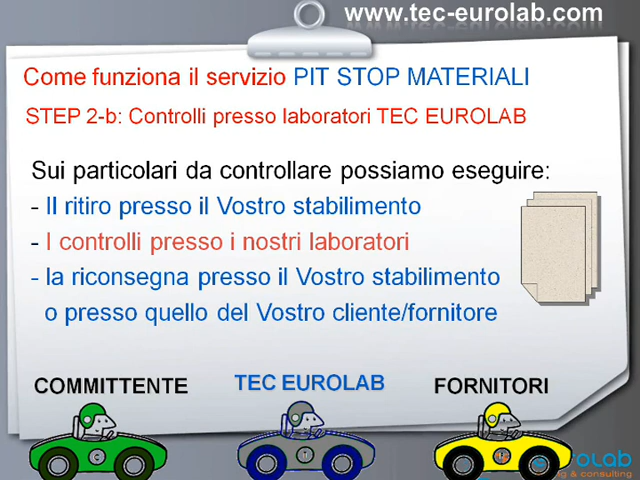 www.tec-eurolab.com
Come funziona il servizio PIT STOP MATERIALI
STEP 2-b: Controlli presso laboratori TEC EUROLAB
Sui particolari da controllare possiamo eseguire:
- Il ritiro presso il Vostro stabilimento
- I controlli presso i nostri laboratori
- la riconsegna presso il Vostro stabilimento
o presso quello del Vostro cliente/fornitore
COMMITTENTE
TEC EUROLAB
FORNITORI
C
T
& consulting